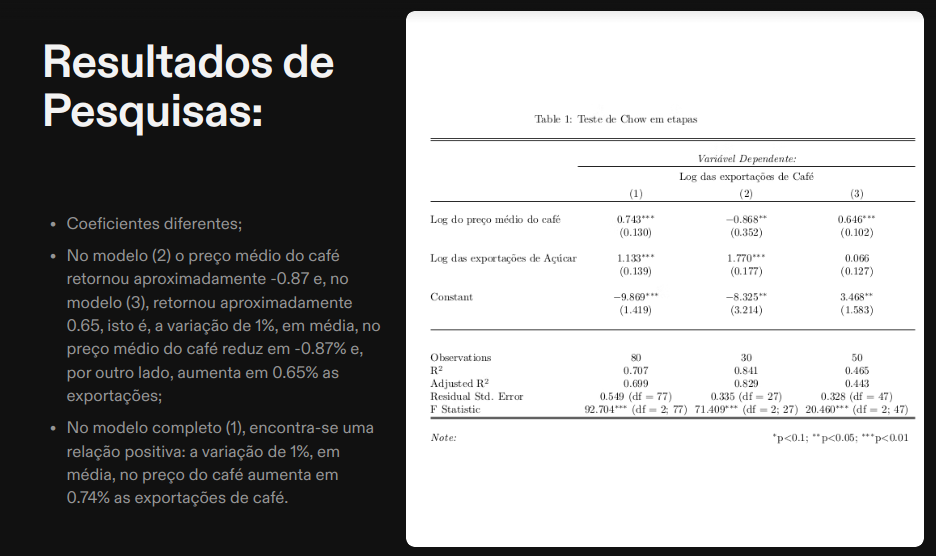 Resultados de
Pesquisas:
• Coeficientes diferentes;
• No modelo (2) o preço médio do café
retornou aproximadamente -0.87 e, no
modelo (3), retornou aproximadamente
0.65, isto é, a variação de 1%, em média, no
preço médio do café reduz em -0.87% e,
por outro lado, aumenta em 0.65% as
exportações;
• No modelo completo (1), encontra-se uma
relação positiva: a variação de 1%, em
média, no preço do café aumenta em
0.74% as exportações de café.
Table 1: Teste de Chow em etapas
Variável Dependente:
Log das exportações de Café
(1) (2) (3)
Log do preço médio do café 0.743*** −0.868** 0.646***
(0.130) (0.352) (0.102)
Log das exportações de Açúcar 1.133*** 1.770*** 0.066
(0.139) (0.177) (0.127)
Constant −9.869*** −8.325** 3.468**
(1.419) (3.214) (1.583)
Observations 80 30 50
R² 0.707 0.841 0.465
Adjusted R² 0.699 0.829 0.443
Residual Std. Error 0.549 (df = 77) 0.335 (df = 27) 0.328 (df = 47)
F Statistic 92.704*** (df = 2; 77) 71.409*** (df = 2; 27) 20.460*** (df = 2; 47)
Note: *p<0.1; **p<0.05; ***p<0.01